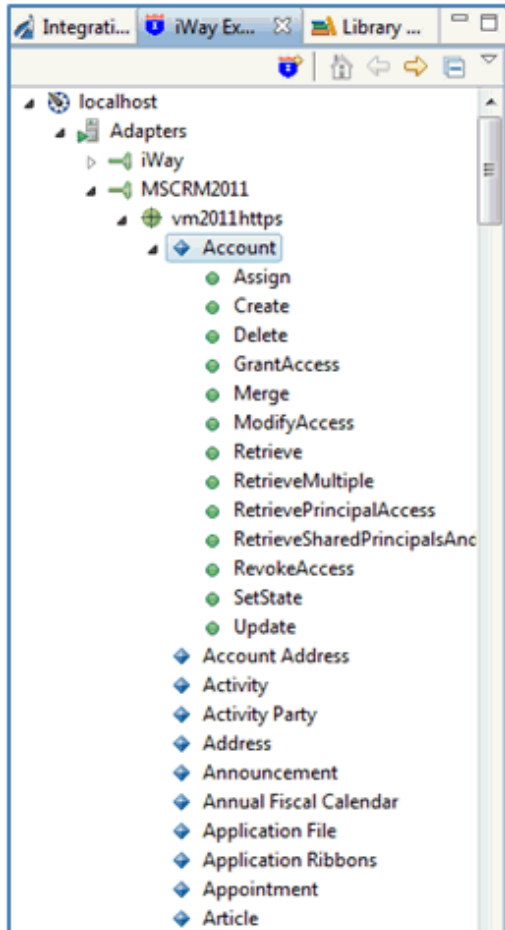 Integrati... iWay Ex... Library ...
localhost
Adapters
iWay
MSCRM2011
vm2011https
Account
Assign
Create
Delete
GrantAccess
Merge
ModifyAccess
Retrieve
RetrieveMultiple
RetrievePrincipalAccess
RetrieveSharedPrincipalsAnd
RevokeAccess
SetState
Update
Account Address
Activity
Activity Party
Address
Announcement
Annual Fiscal Calendar
Application File
Application Ribbons
Appointment
Article